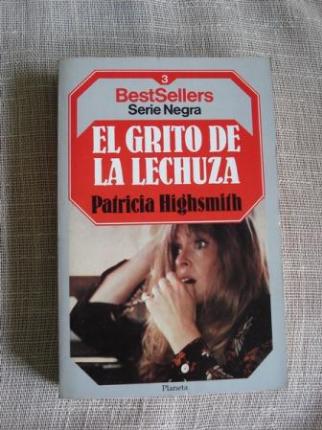 3
BestSellers
Serie Negra
EL GRITO DE
LA LECHUZA
Patricia Highsmith
Planeta